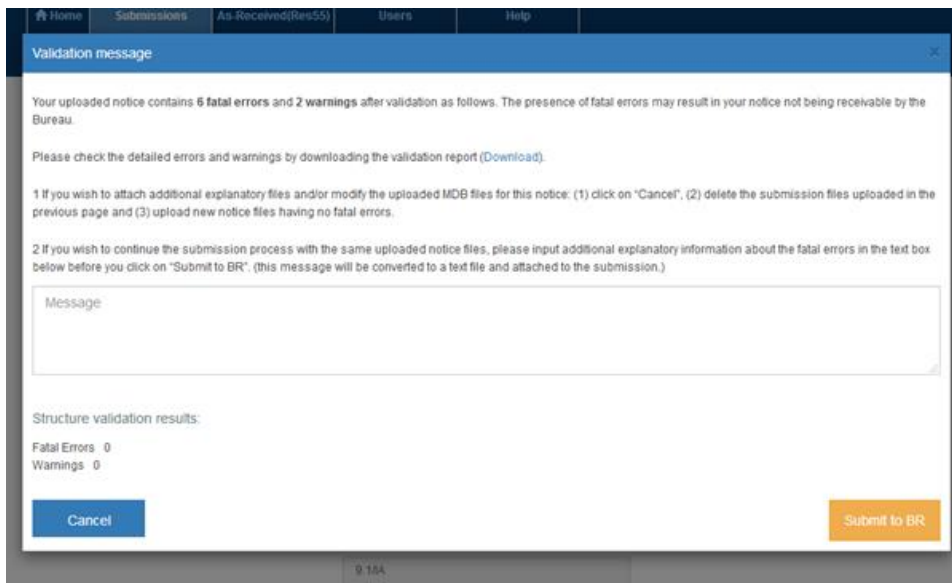 Home Submissions As-Received(Res55) Users Help
Validation message ×
Your uploaded notice contains 6 fatal errors and 2 warnings after validation as follows. The presence of fatal errors may result in your notice not being receivable by the
Bureau.
Please check the detailed errors and warnings by downloading the validation report (Download).
1 If you wish to attach additional explanatory files and/or modify the uploaded MDB files for this notice: (1) click on "Cancel", (2) delete the submission files uploaded in the
previous page and (3) upload new notice files having no fatal errors.
2 If you wish to continue the submission process with the same uploaded notice files, please input additional explanatory information about the fatal errors in the text box
below before you click on "Submit to BR". (this message will be converted to a text file and attached to the submission.)
Message
Structure validation results:
Fatal Errors 0
Warnings 0
Cancel Submit to BR
9.18A